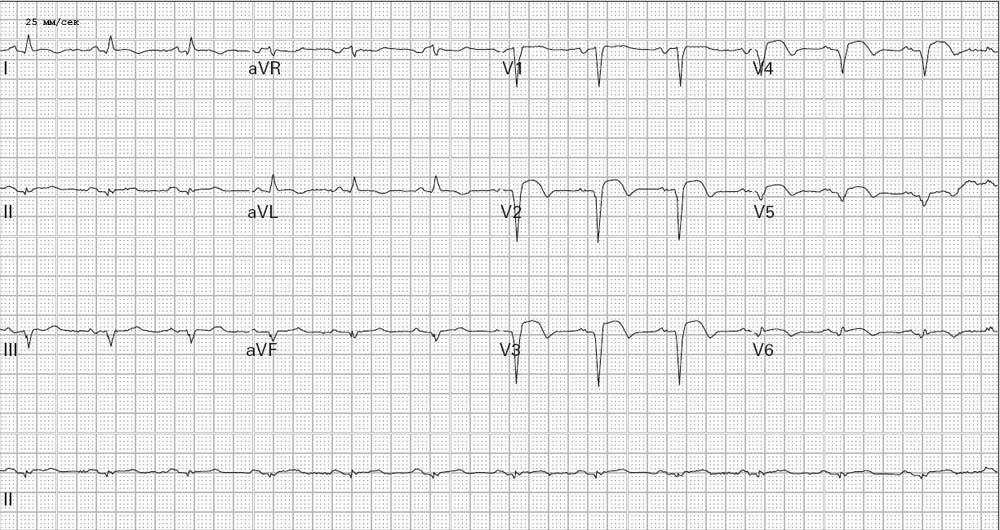 25 мм/сек
I aVR V1 V4
II aVL V2 V5
III aVF V3 V6
II